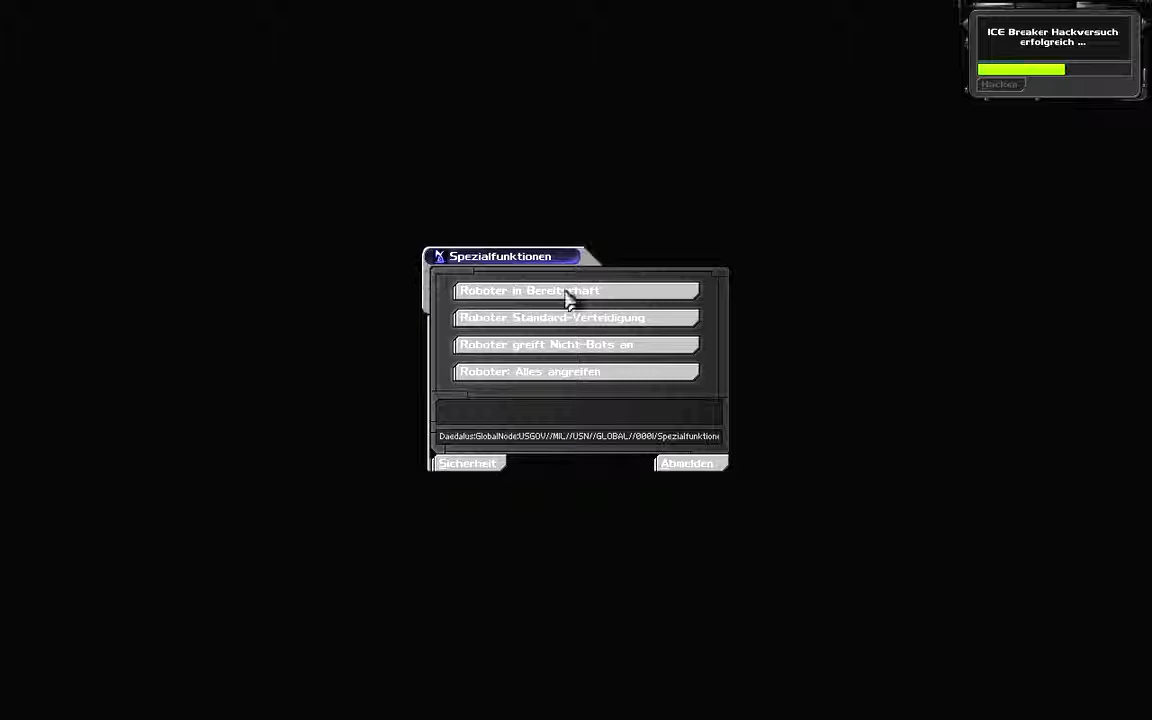 ICE Breaker Hackversuch
erfolgreich ...
Hacken
Spezialfunktionen
Roboter in Bereitschaft
Roboter Standard-Verteidigung
Roboter greift Nicht-Bots an
Roboter: Alles angreifen
Daedalus:GlobalNode:USGOV//MIL//USN//GLOBAL//0001/Spezialfunktione
Sicherheit
Abmelden